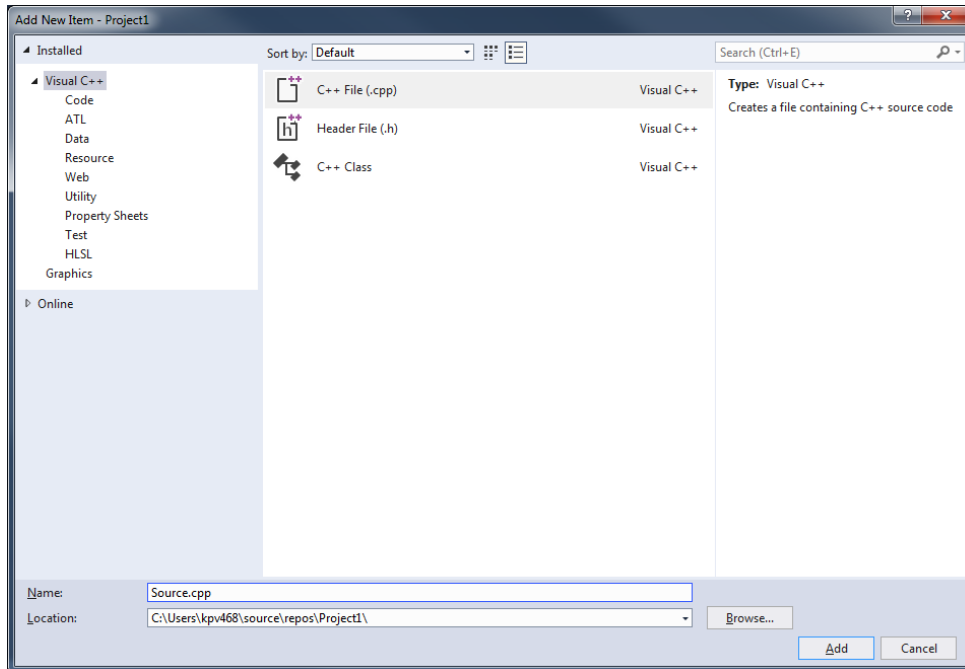 Add New Item - Project1
Installed
Sort by: Default
Search (Ctrl+E)
Visual C++
Code
ATL
Data
Resource
Web
Utility
Property Sheets
Test
HLSL
Graphics
Online
C++ File (.cpp) Visual C++
Header File (.h) Visual C++
C++ Class Visual C++
Type: Visual C++
Creates a file containing C++ source code
Name: Source.cpp
Location: C:\Users\kpv468\source\repos\Project1\ Browse...
Add Cancel